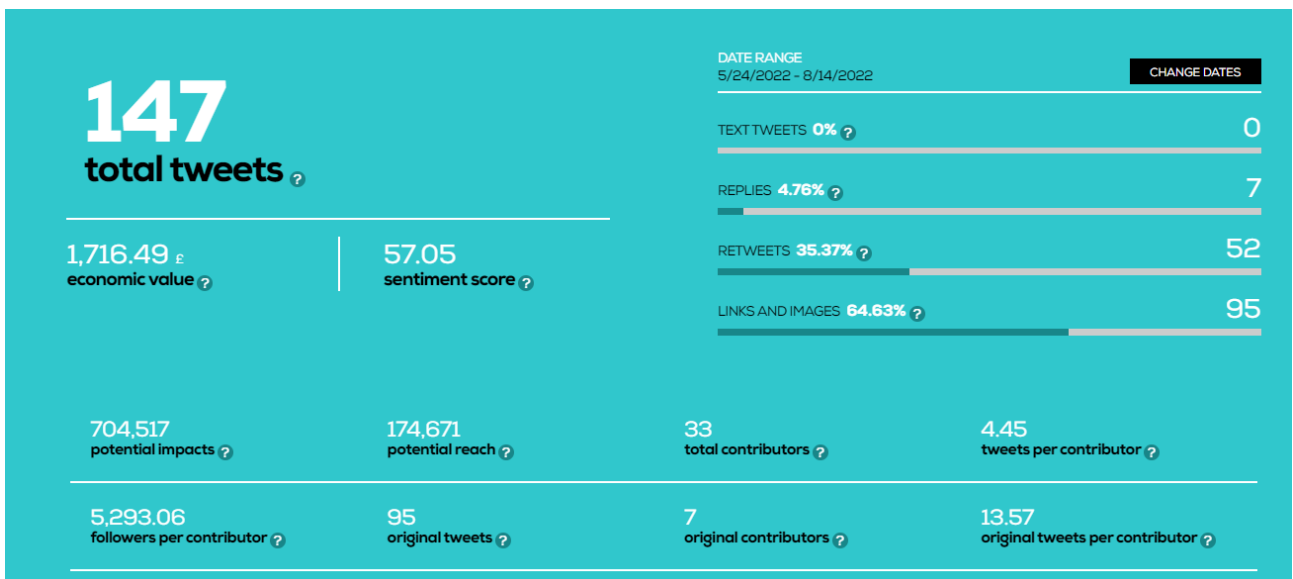 147
total tweets ?
1,716.49 £
economic value ?
57.05
sentiment score ?
DATE RANGE
5/24/2022 - 8/14/2022
CHANGE DATES
TEXT TWEETS 0% ? 0
REPLIES 4.76% ? 7
RETWEETS 35.37% ? 52
LINKS AND IMAGES 64.63% ? 95
704,517
potential impacts ?
174,671
potential reach ?
33
total contributors ?
4.45
tweets per contributor ?
5,293.06
followers per contributor ?
95
original tweets ?
7
original contributors ?
13.57
original tweets per contributor ?